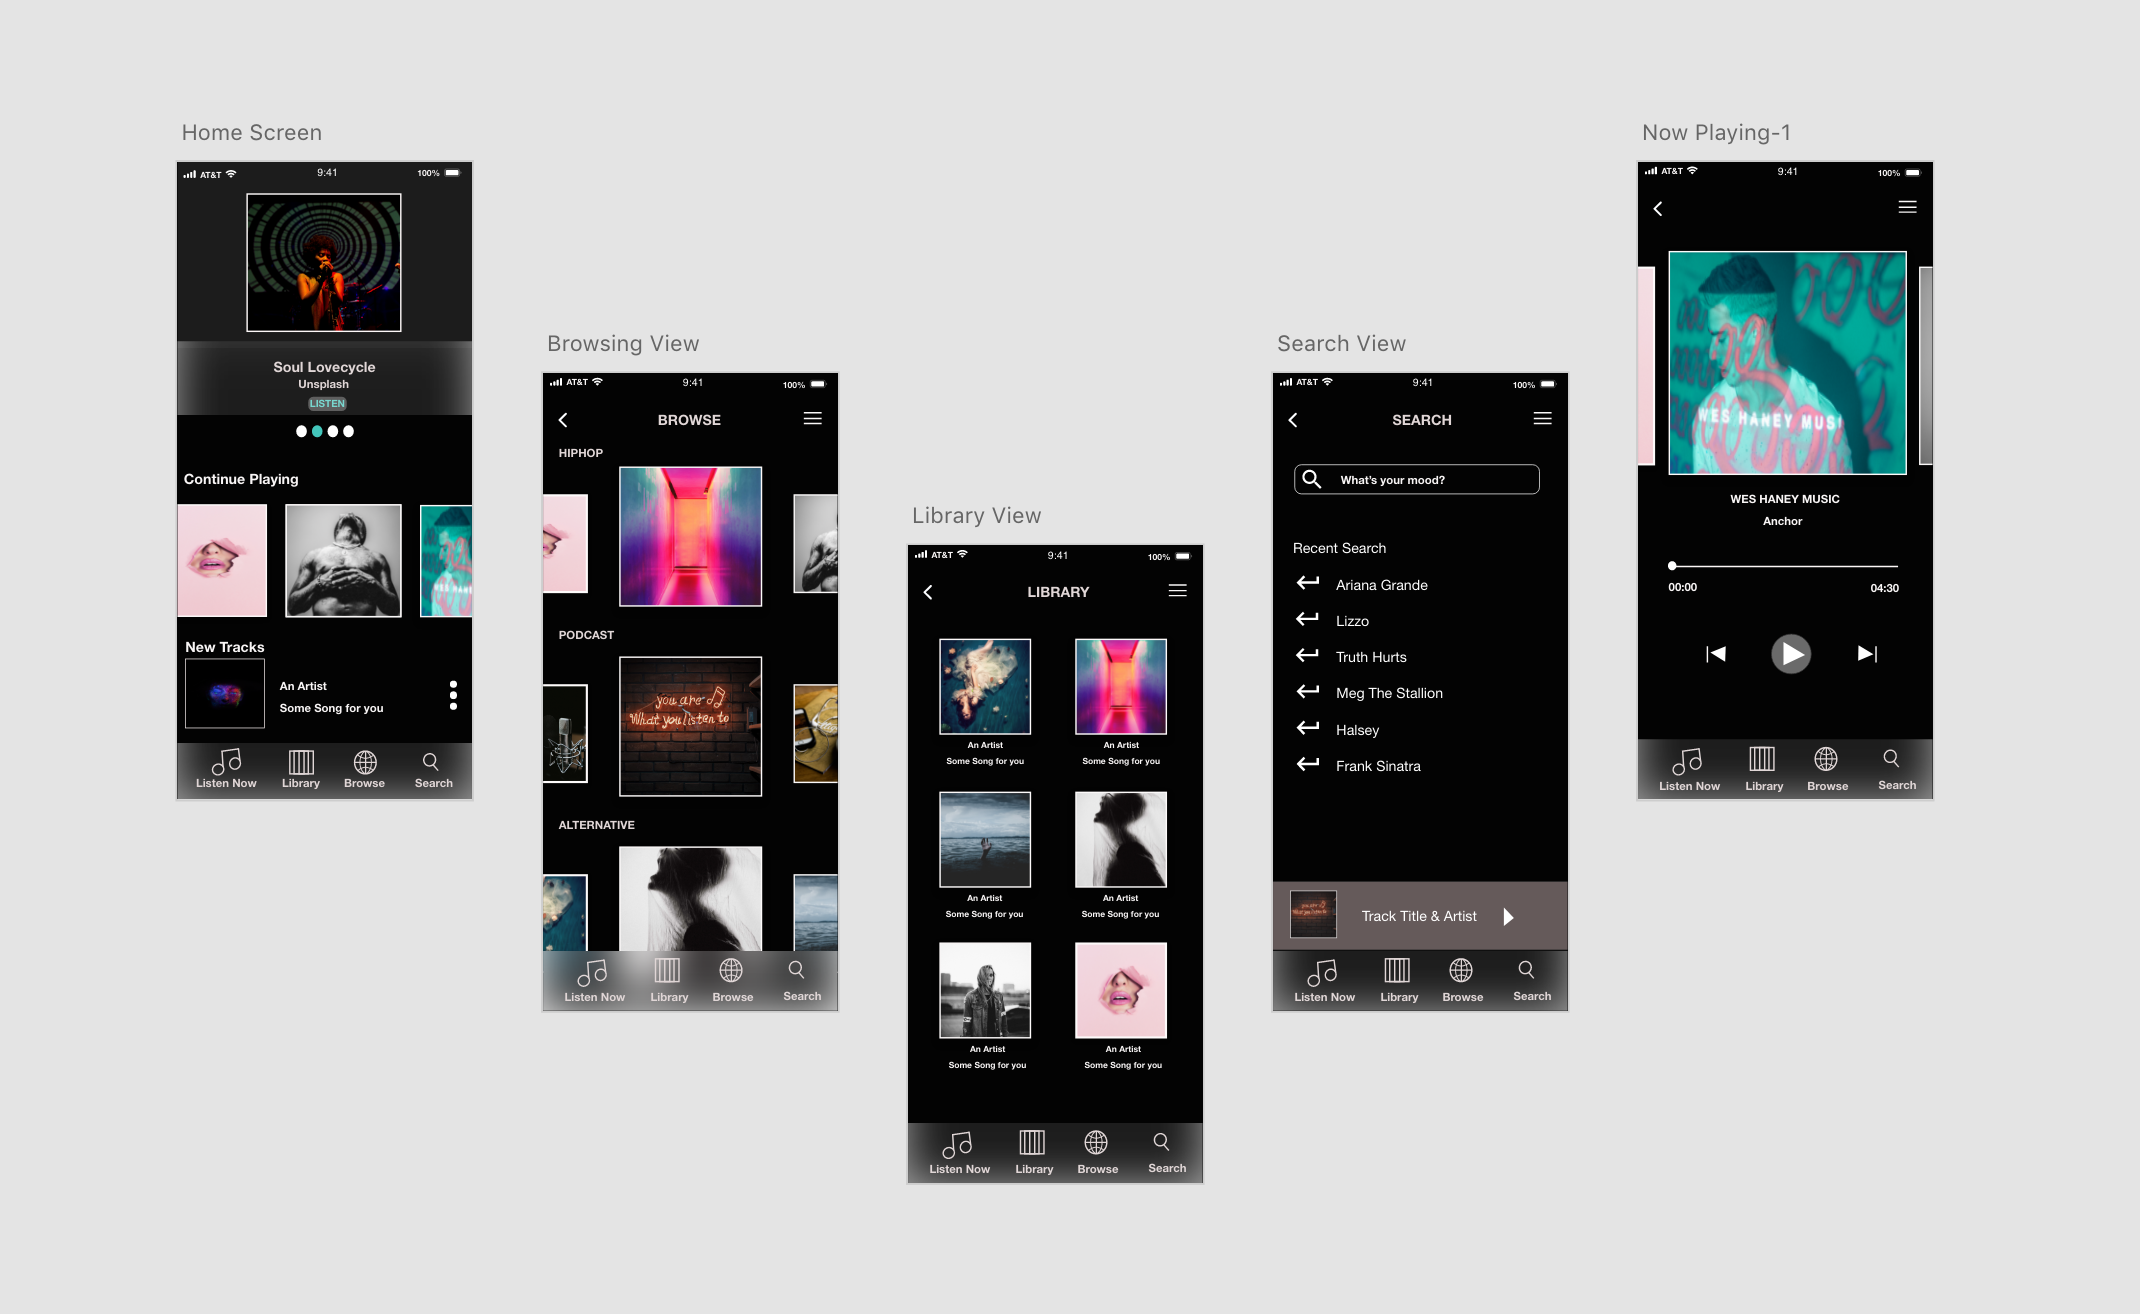 Home Screen
AT&T 9:41 100%
Soul Lovecycle
Unsplash
LISTEN
Continue Playing
New Tracks
An Artist
Some Song for you
Listen Now Library Browse Search
Browsing View
AT&T 9:41 100%
BROWSE
HIPHOP
PODCAST
you are
What you listen to
ALTERNATIVE
Listen Now Library Browse Search
Library View
AT&T 9:41 100%
LIBRARY
An Artist An Artist
Some Song for you Some Song for you
An Artist An Artist
Some Song for you Some Song for you
An Artist An Artist
Some Song for you Some Song for you
Listen Now Library Browse Search
Search View
AT&T 9:41 100%
SEARCH
What's your mood?
Recent Search
Ariana Grande
Lizzo
Truth Hurts
Meg The Stallion
Halsey
Frank Sinatra
you are
What you listen to
Track Title & Artist
Listen Now Library Browse Search
Now Playing-1
AT&T 9:41 100%
WES HANEY MUSI
WES HANEY MUSIC
Anchor
00:00 04:30
Listen Now Library Browse Search